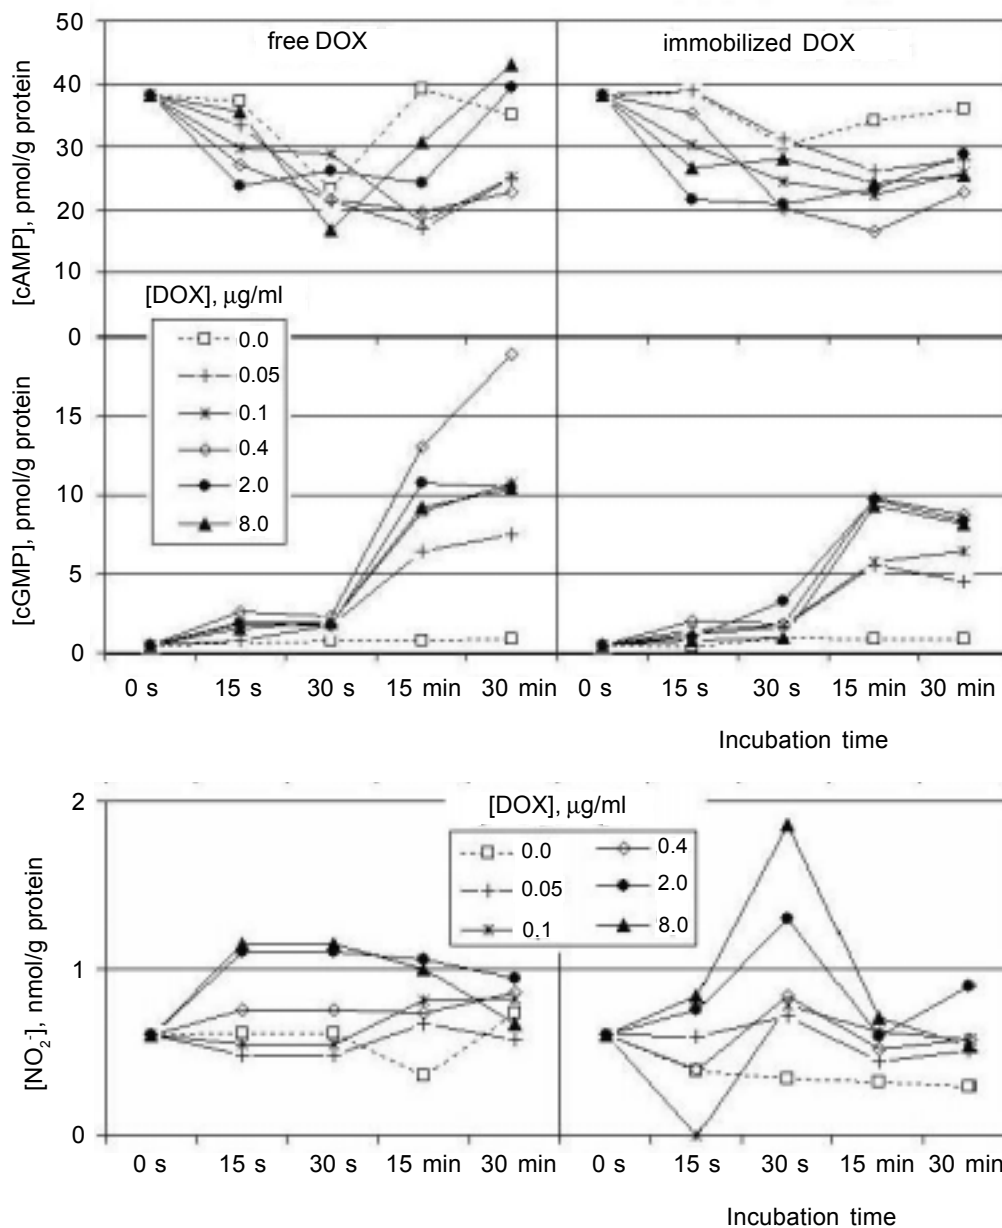 free DOX
immobilized DOX
[cAMP], pmol/g protein
50
40
30
20
10
0
[DOX], μg/ml
0.0
0.05
0.1
0.4
2.0
8.0
[cGMP], pmol/g protein
15
10
5
0
0 s 15 s 30 s 15 min 30 min
0 s 15 s 30 s 15 min 30 min
Incubation time
[NO₂⁻], nmol/g protein
2
1
0
[DOX], μg/ml
0.0
0.05
0.1
0.4
2.0
8.0
0 s 15 s 30 s 15 min 30 min
0 s 15 s 30 s 15 min 30 min
Incubation time